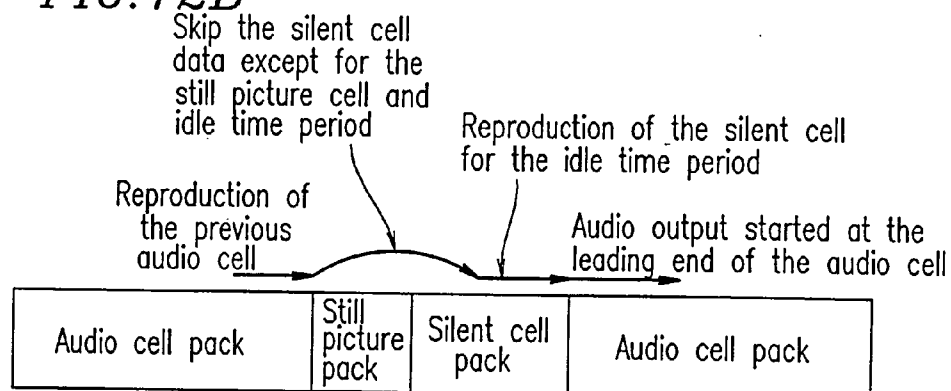 Skip the silent cell
data except for the
still picture cell and
idle time period
Reproduction of the silent cell
for the idle time period
Reproduction of
the previous
audio cell
Audio output started at the
leading end of the audio cell
Audio cell pack
Still
picture
pack
Silent cell
pack
Audio cell pack